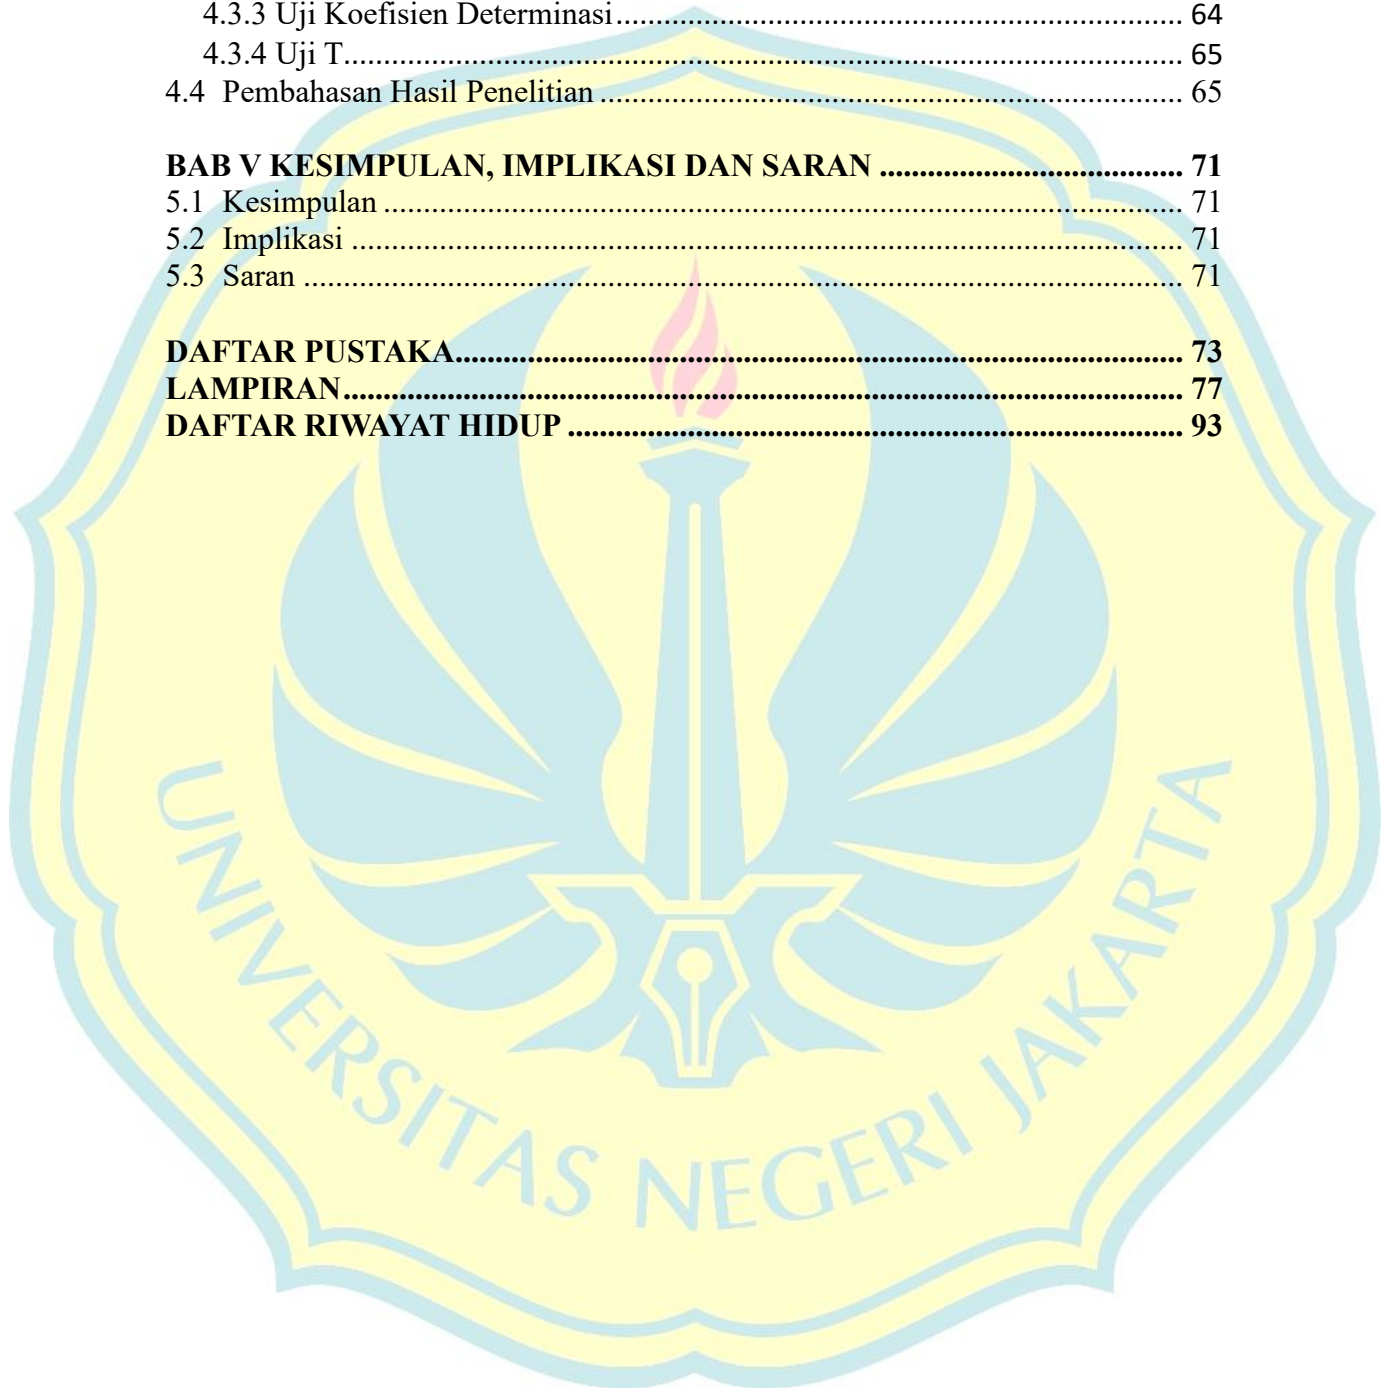 4.3.3 Uji Koefisien Determinasi....................................................................... 64
4.3.4 Uji T......................................................................................................... 65
4.4 Pembahasan Hasil Penelitian ......................................................................... 65
BAB V KESIMPULAN, IMPLIKASI DAN SARAN ...................................... 71
5.1 Kesimpulan .................................................................................................... 71
5.2 Implikasi ........................................................................................................ 71
5.3 Saran .............................................................................................................. 71
DAFTAR PUSTAKA........................................................................................... 73
LAMPIRAN......................................................................................................... 77
DAFTAR RIWAYAT HIDUP ............................................................................. 93
UNIVERSITAS NEGERI JAKARTA